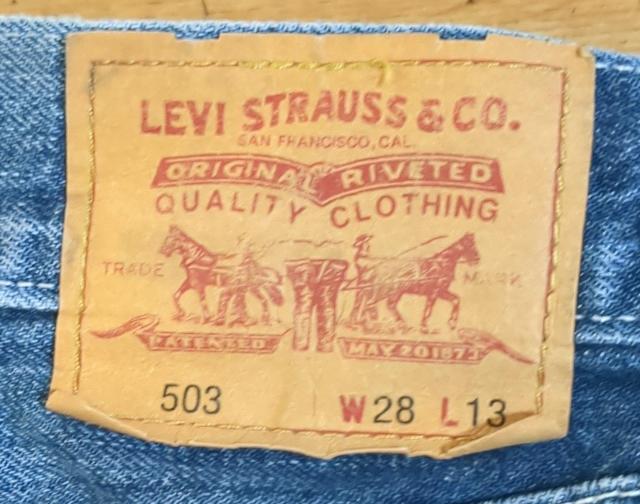 LEVI STRAUSS & CO.
SAN FRANCISCO, CAL.
ORIGINAL RIVETED
QUALITY CLOTHING
TRADE MARK
PATENTED MAY 20 1873
503 W28 L13